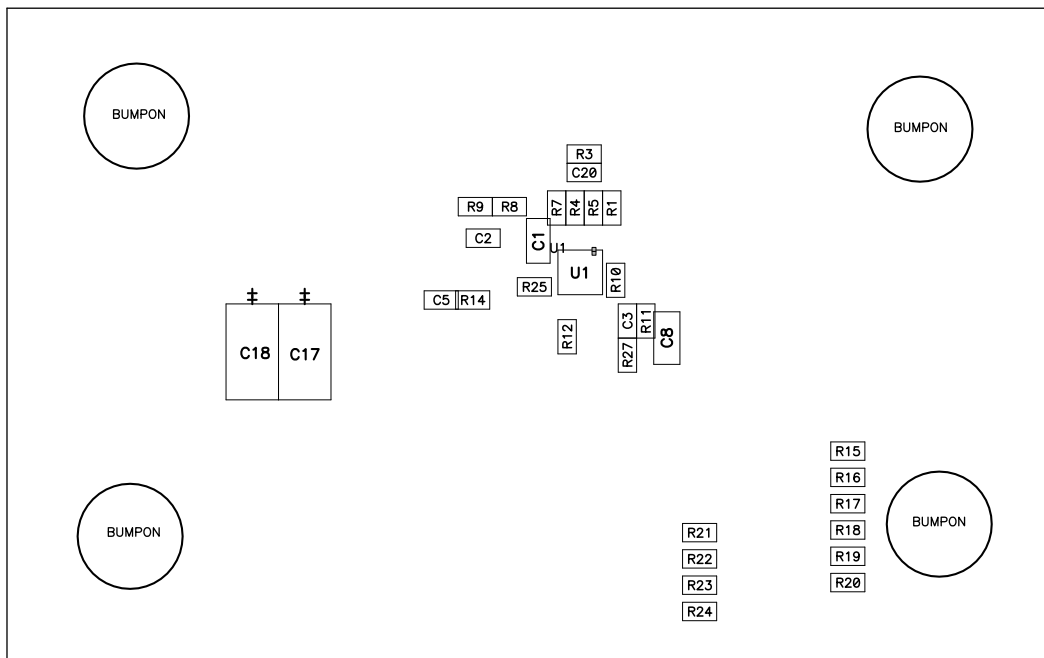 BUMPON
BUMPON
R3
C20
R9 R8 R7 R4 R5 R1
C2 C1 U1
U1
R25 R10
C5 R14
C3 R11
R12 C8
R27
C18 C17
R15
R16
R17
BUMPON
R21 R18
BUMPON
R22 R19
R23 R20
R24